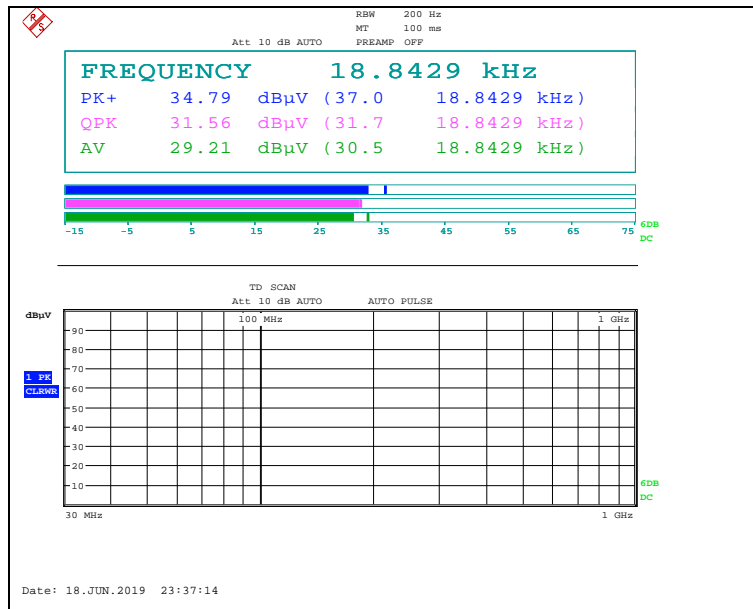 R S
RBW 200 Hz
MT 100 ms
Att 10 dB AUTO PREAMP OFF
FREQUENCY 18.8429 kHz
PK+ 34.79 dBµV (37.0 18.8429 kHz)
QPK 31.56 dBµV (31.7 18.8429 kHz)
AV 29.21 dBµV (30.5 18.8429 kHz)
-15 -5 5 15 25 35 45 55 65 75
6DB
DC
TD SCAN
Att 10 dB AUTO AUTO PULSE
dBµV
100 MHz 1 GHz
90
80
70
1 PK
60
CLRWR
50
40
30
20
10
6DB
DC
30 MHz 1 GHz
Date: 18.JUN.2019 23:37:14